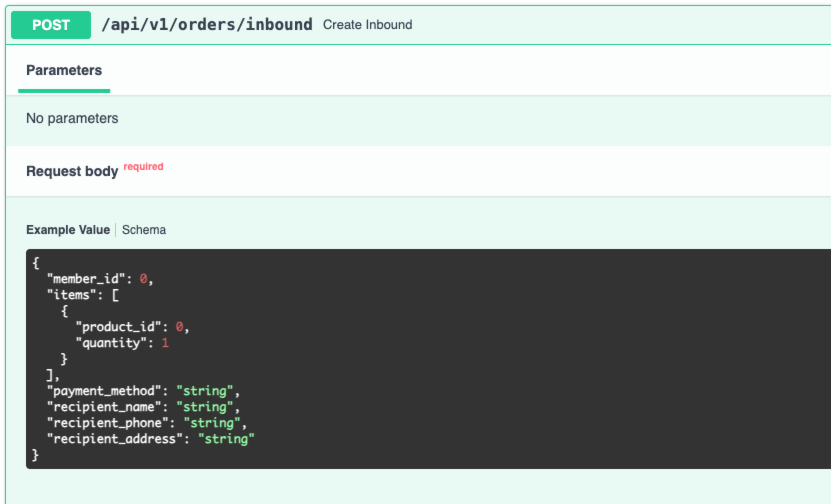 POST /api/v1/orders/inbound Create Inbound
Parameters
No parameters
Request body required
Example Value Schema
{
  "member_id": 0,
  "items": [
    {
      "product_id": 0,
      "quantity": 1
    }
  ],
  "payment_method": "string",
  "recipient_name": "string",
  "recipient_phone": "string",
  "recipient_address": "string"
}